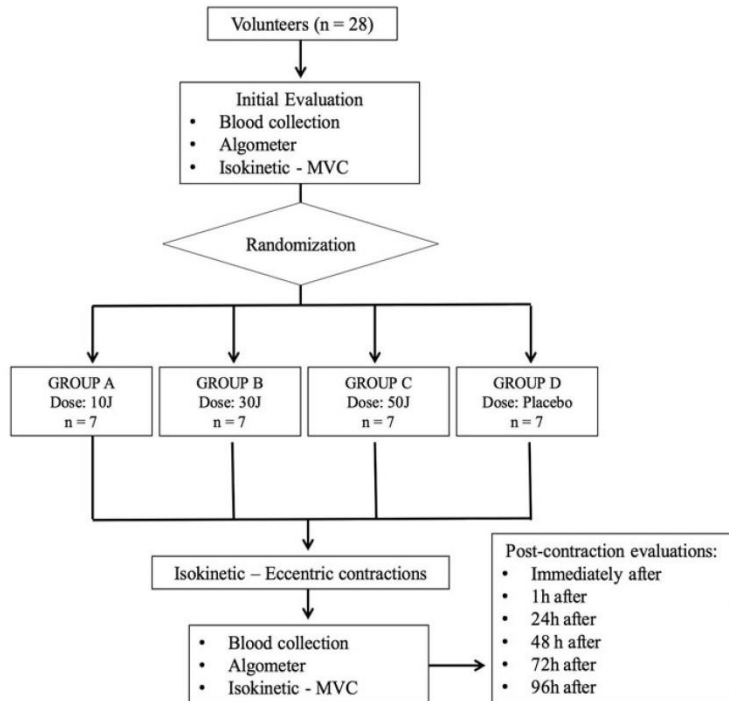 Volunteers (n = 28)
Initial Evaluation
• Blood collection
• Algometer
• Isokinetic - MVC
Randomization
GROUP A
Dose: 10J
n = 7
GROUP B
Dose: 30J
n = 7
GROUP C
Dose: 50J
n = 7
GROUP D
Dose: Placebo
n = 7
Isokinetic – Eccentric contractions
• Blood collection
• Algometer
• Isokinetic - MVC
Post-contraction evaluations:
• Immediately after
• 1h after
• 24h after
• 48 h after
• 72h after
• 96h after